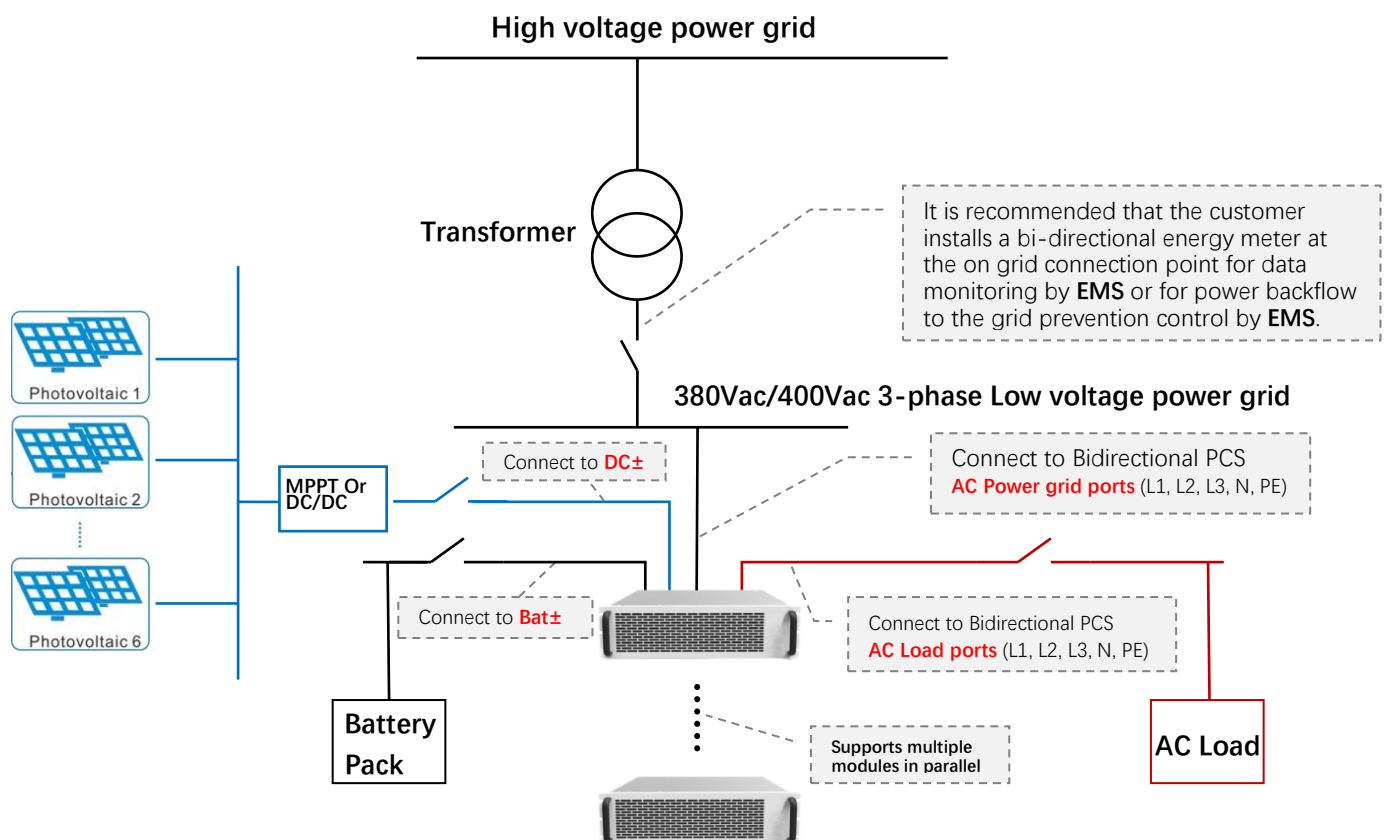 High voltage power grid
Transformer
It is recommended that the customer
installs a bi-directional energy meter at
the on grid connection point for data
monitoring by EMS or for power backflow
to the grid prevention control by EMS.
Photovoltaic 1
380Vac/400Vac 3-phase Low voltage power grid
Connect to DC±
Connect to Bidirectional PCS
AC Power grid ports (L1, L2, L3, N, PE)
Photovoltaic 2
MPPT Or
DC/DC
Photovoltaic 6
Connect to Bat±
Connect to Bidirectional PCS
AC Load ports (L1, L2, L3, N, PE)
Battery
Pack
Supports multiple
modules in parallel
AC Load